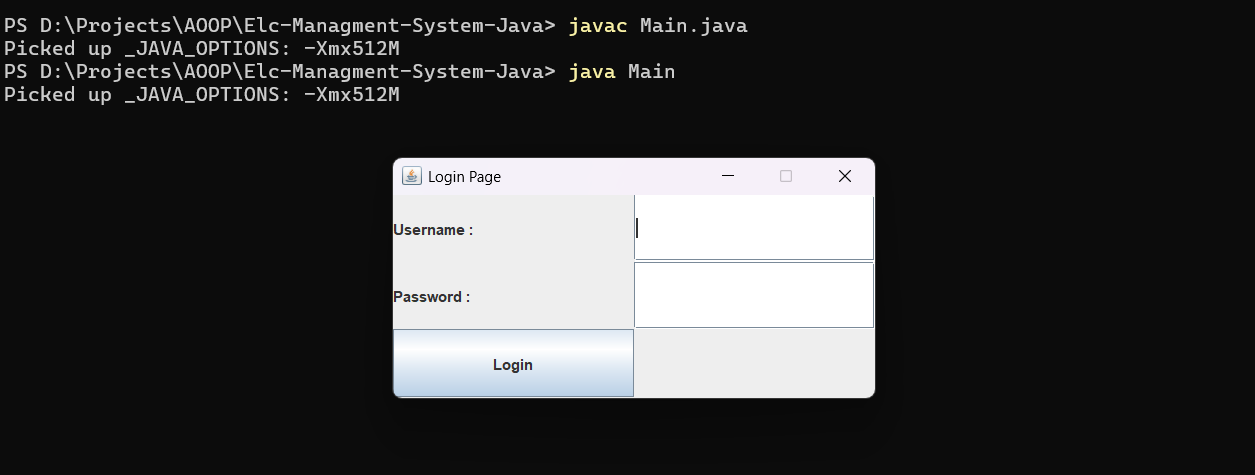 PS D:\Projects\AOOP\Elc-Managment-System-Java> javac Main.java
Picked up _JAVA_OPTIONS: -Xmx512M
PS D:\Projects\AOOP\Elc-Managment-System-Java> java Main
Picked up _JAVA_OPTIONS: -Xmx512M
Login Page
Username :
Password :
Login